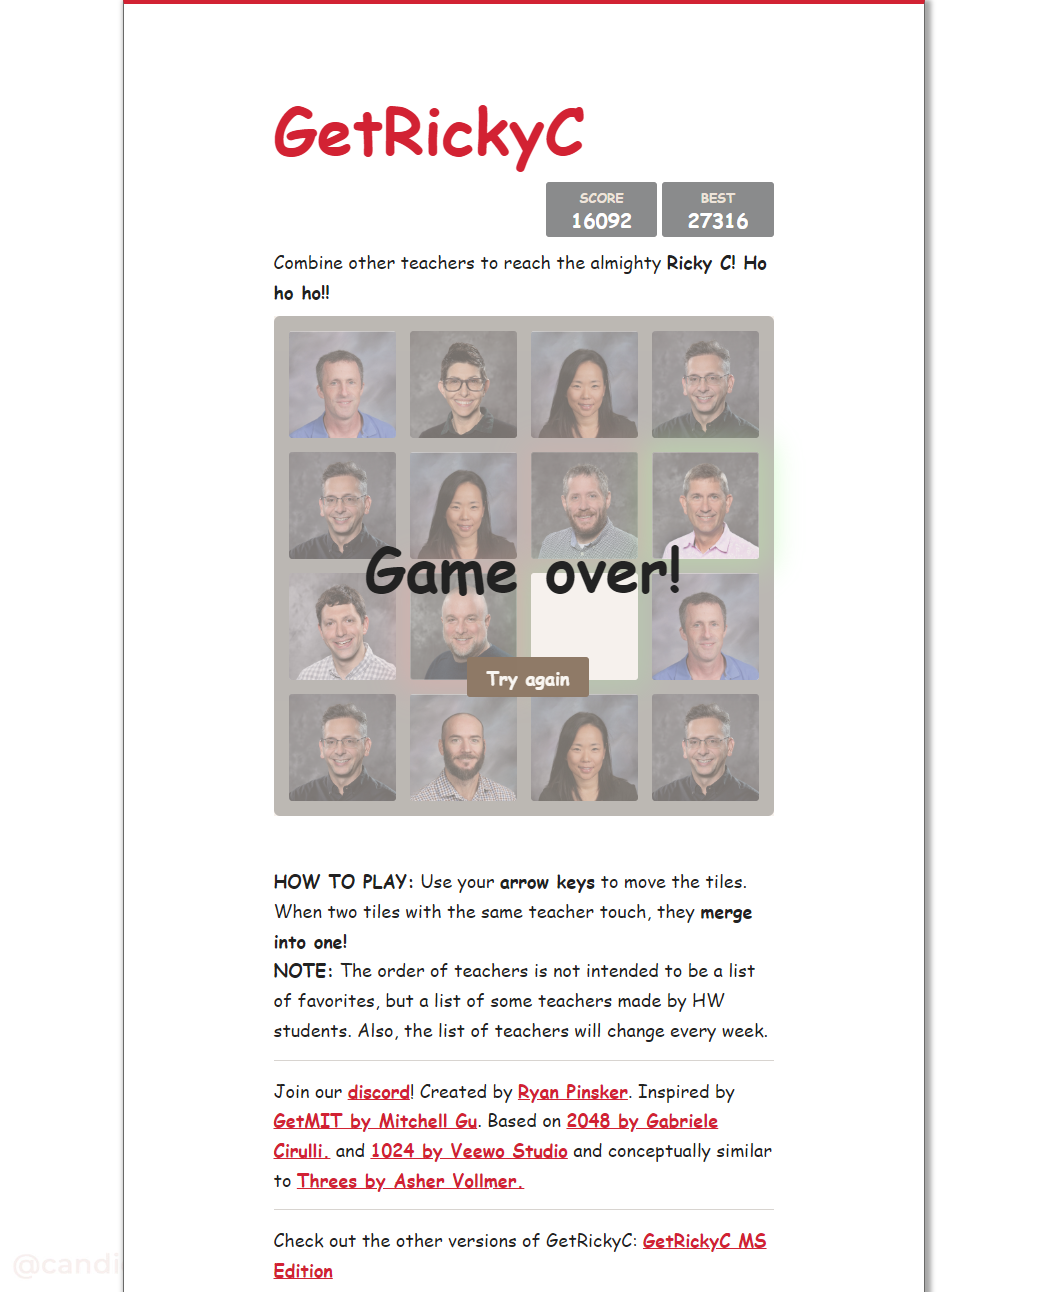 GetRickyC
SCORE
16092
BEST
27316
Combine other teachers to reach the almighty Ricky C! Ho
ho ho!!
Game over!
Try again
HOW TO PLAY: Use your arrow keys to move the tiles.
When two tiles with the same teacher touch, they merge
into one!
NOTE: The order of teachers is not intended to be a list
of favorites, but a list of some teachers made by HW
students. Also, the list of teachers will change every week.
Join our discord! Created by Ryan Pinsker. Inspired by
GetMIT by Mitchell Gu. Based on 2048 by Gabriele
Cirulli. and 1024 by Veewo Studio and conceptually similar
to Threes by Asher Vollmer.
Check out the other versions of GetRickyC: GetRickyC MS
Edition